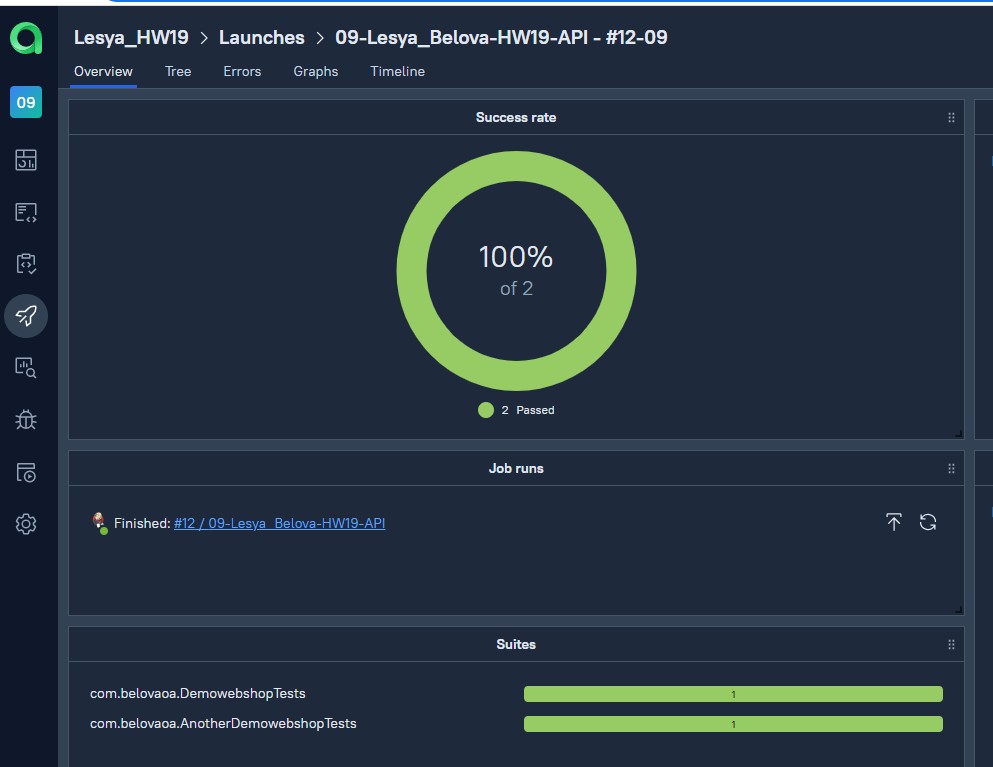 Lesya_HW19 > Launches > 09-Lesya_Belova-HW19-API - #12-09
Overview Tree Errors Graphs Timeline
09
Success rate
100%
of 2
2 Passed
Job runs
Finished: #12 / 09-Lesya_Belova-HW19-API
Suites
com.belovaoa.DemowebshopTests 1
com.belovaoa.AnotherDemowebshopTests 1